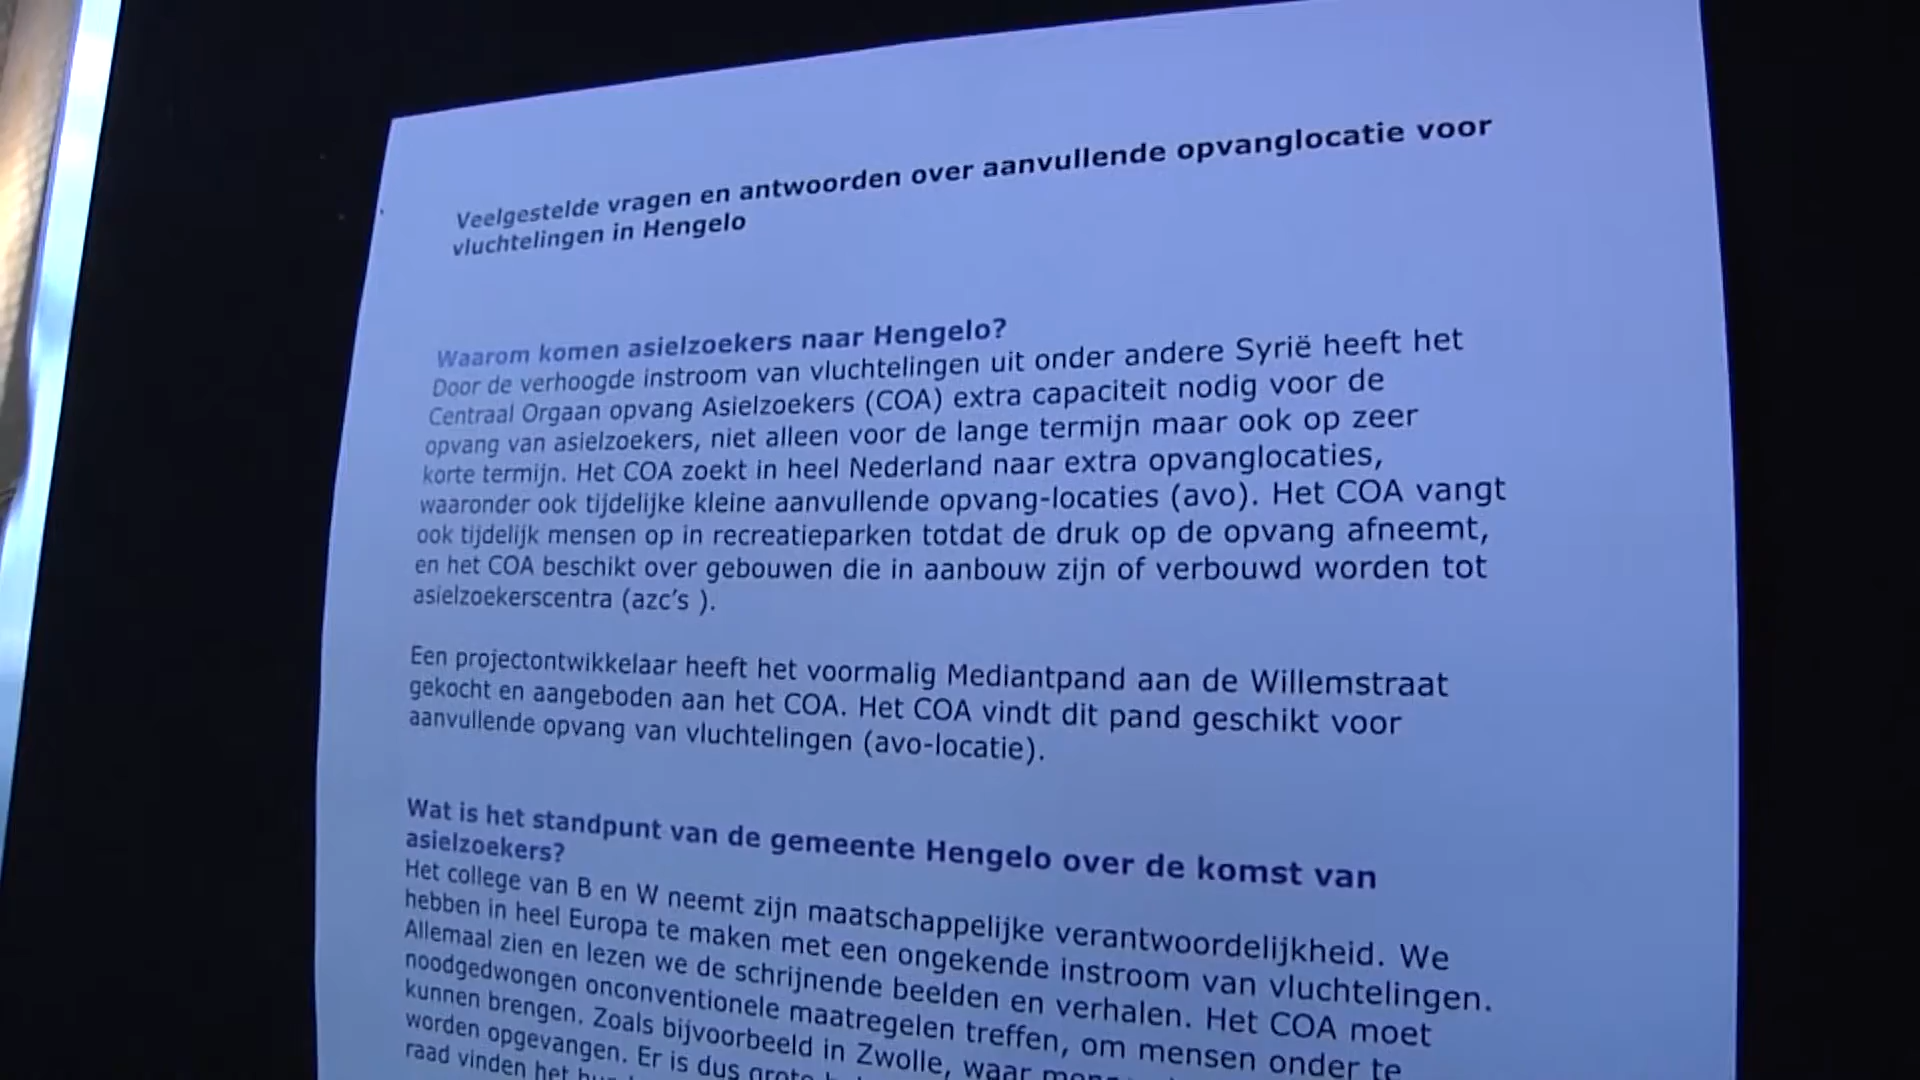 Veelgestelde vragen en antwoorden over aanvullende opvanglocatie voor
vluchtelingen in Hengelo
Waarom komen asielzoekers naar Hengelo?
Door de verhoogde instroom van vluchtelingen uit onder andere Syrië heeft het
Centraal Orgaan opvang Asielzoekers (COA) extra capaciteit nodig voor de
opvang van asielzoekers, niet alleen voor de lange termijn maar ook op zeer
korte termijn. Het COA zoekt in heel Nederland naar extra opvanglocaties,
waaronder ook tijdelijke kleine aanvullende opvang-locaties (avo). Het COA vangt
ook tijdelijk mensen op in recreatieparken totdat de druk op de opvang afneemt,
en het COA beschikt over gebouwen die in aanbouw zijn of verbouwd worden tot
asielzoekerscentra (azc's ).
Een projectontwikkelaar heeft het voormalig Mediantpand aan de Willemstraat
gekocht en aangeboden aan het COA. Het COA vindt dit pand geschikt voor
aanvullende opvang van vluchtelingen (avo-locatie).
Wat is het standpunt van de gemeente Hengelo over de komst van
asielzoekers?
Het college van B en W neemt zijn maatschappelijke verantwoordelijkheid. We
hebben in heel Europa te maken met een ongekende instroom van vluchtelingen.
Allemaal zien en lezen we de schrijnende beelden en verhalen. Het COA moet
noodgedwongen onconventionele maatregelen treffen, om mensen onder te
kunnen brengen. Zoals bijvoorbeeld in Zwolle, waar
worden opgevangen. Er is dus grote
raad vinden het